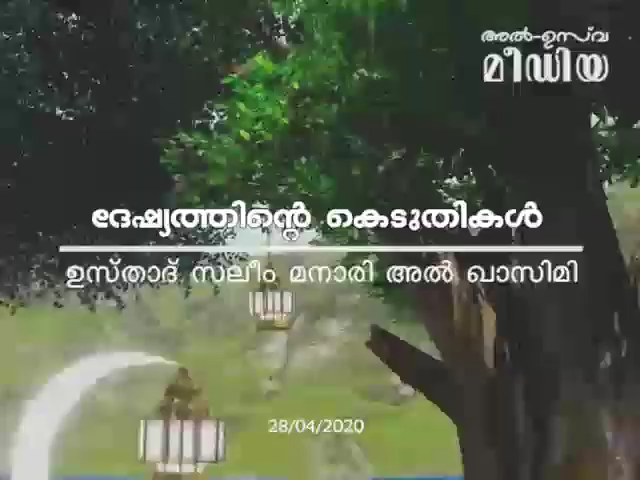 അൽ-ഉസ്‌വ
മീഡിയ
ദേഷ്യത്തിന്റെ കെടുതികൾ
ഉസ്താദ് സലീം മനാരി അൽ ഖാസിമി
28/04/2020